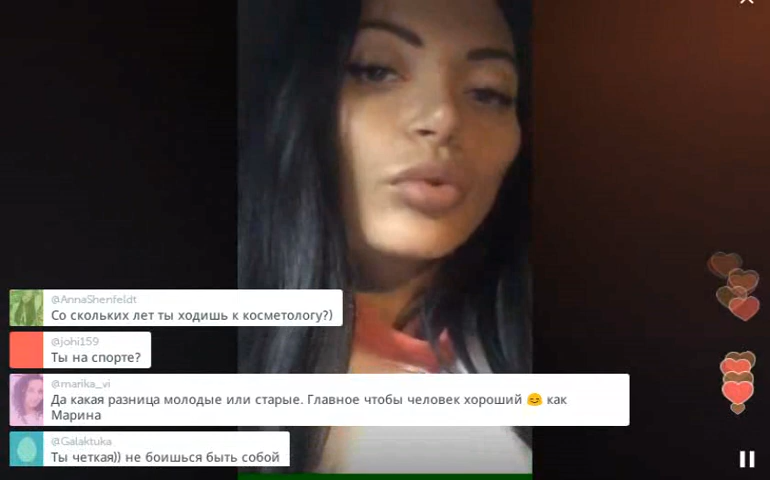 @AnnaShenfeldt
Со скольких лет ты ходишь к косметологу?)
@johi159
Ты на спорте?
@marika_vi
Да какая разница молодые или старые. Главное чтобы человек хороший 😊 как
Марина
@Galaktuka
Ты четкая)) не боишься быть собой